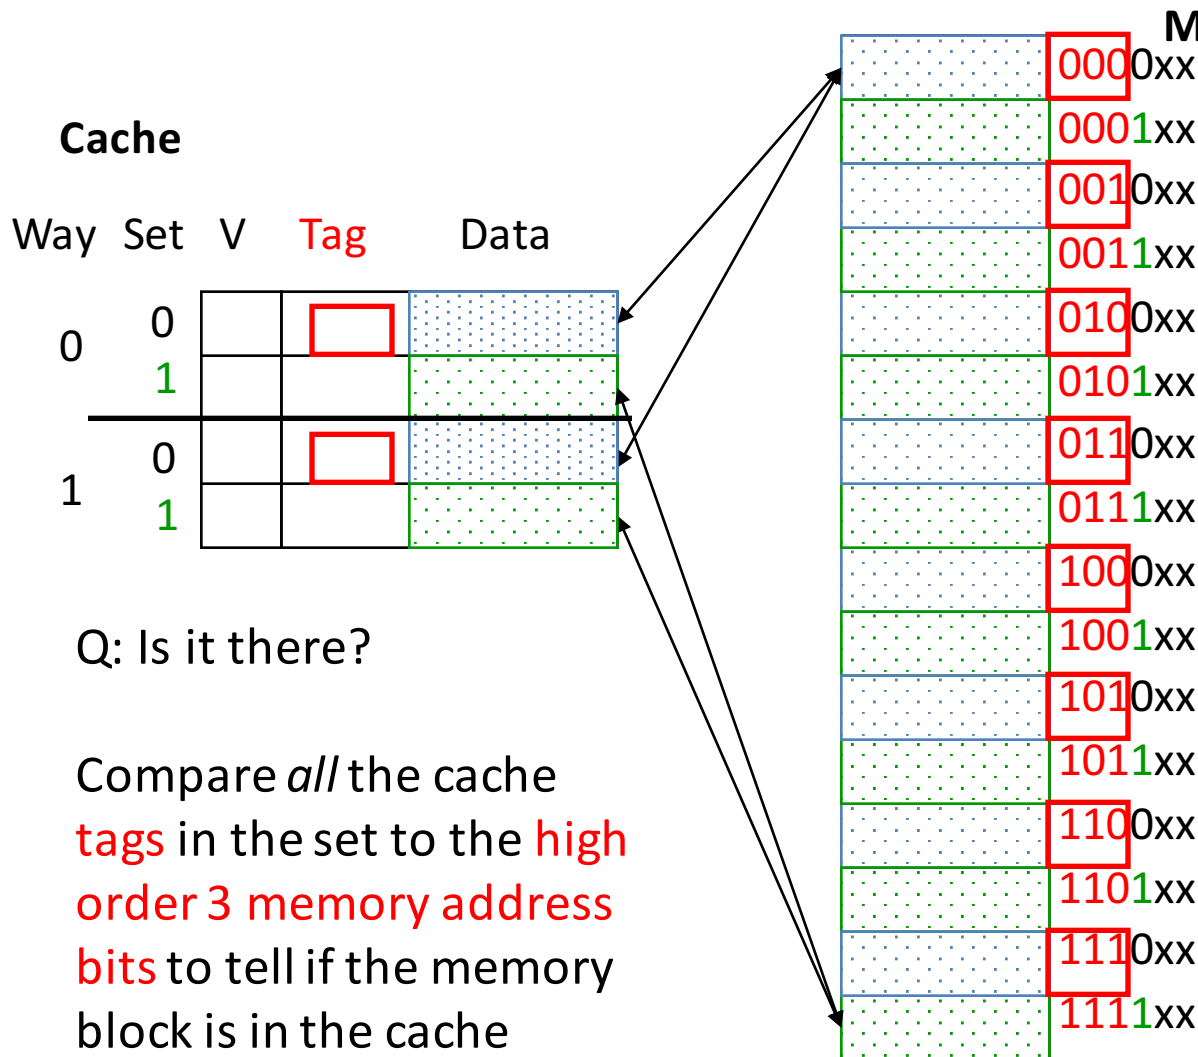 M
Cache
Way Set V Tag Data
0
0
1
1
0
1
Q: Is it there?
Compare all the cache
tags in the set to the high
order 3 memory address
bits to tell if the memory
block is in the cache
0000xx
0001xx
0010xx
0011xx
0100xx
0101xx
0110xx
0111xx
1000xx
1001xx
1010xx
1011xx
1100xx
1101xx
1110xx
1111xx